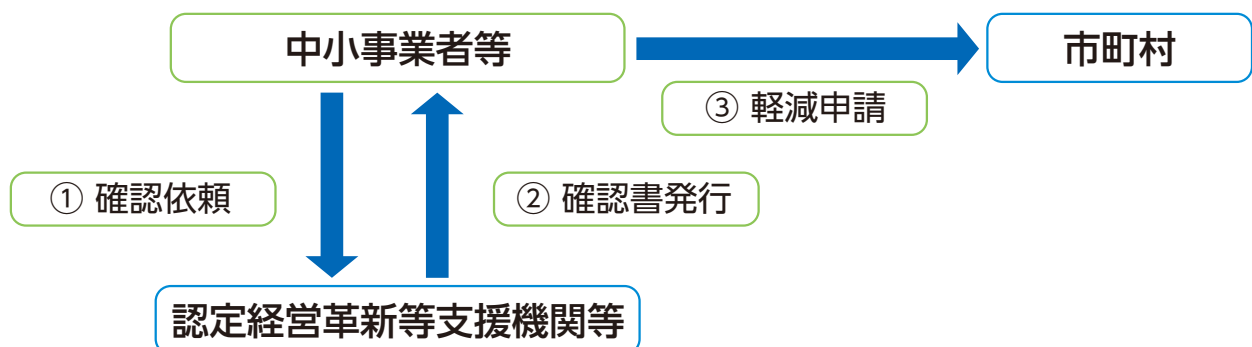 中小事業者等
市町村
③ 軽減申請
① 確認依頼
② 確認書発行
認定経営革新等支援機関等